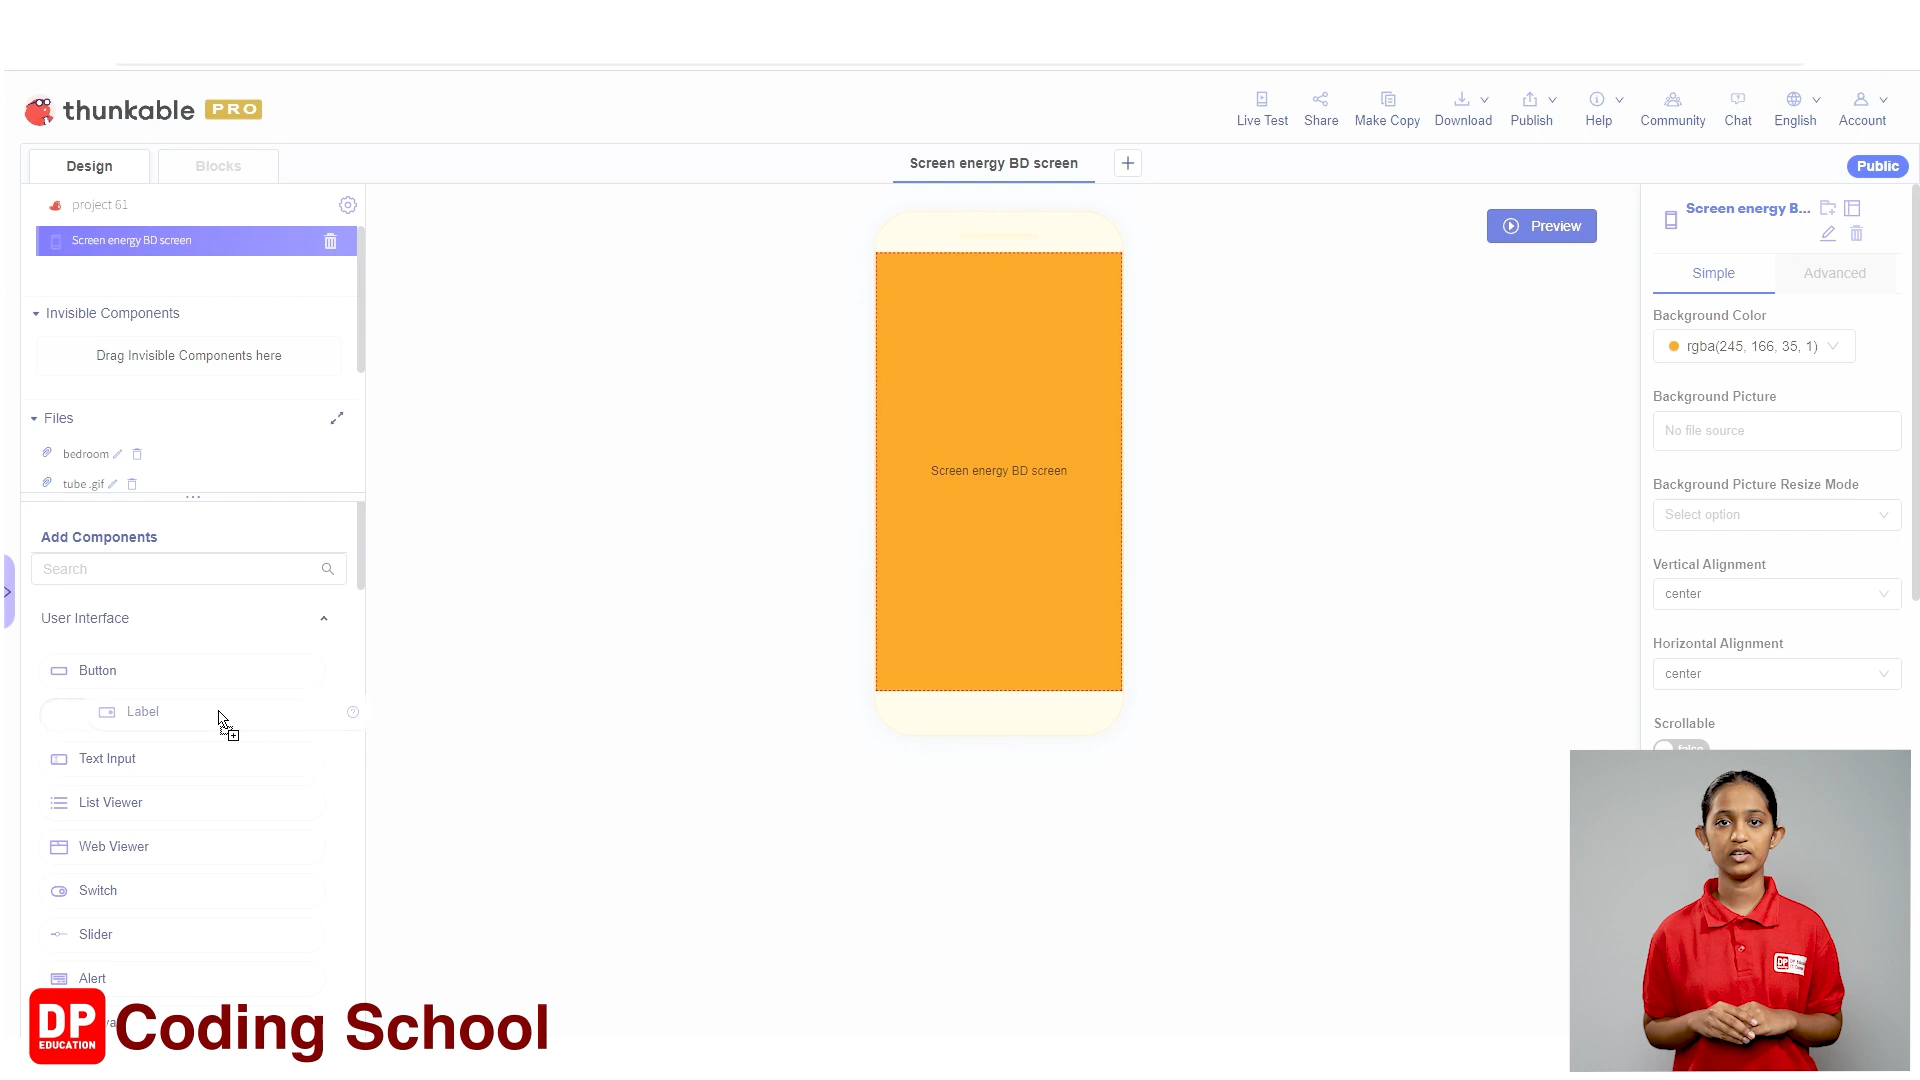 thunkable PRO
Live Test
Share
Make Copy
Download
Publish
Help
Community
Chat
English
Account
Design
Blocks
Screen energy BD screen
Public
project 61
Screen energy BD screen
Invisible Components
Drag Invisible Components here
Files
bedroom
tube .gif
Add Components
Search
User Interface
Button
Label
Text Input
List Viewer
Web Viewer
Switch
Slider
Alert
Screen energy BD screen
Preview
Screen energy B...
Simple
Advanced
Background Color
rgba(245, 166, 35, 1)
Background Picture
No file source
Background Picture Resize Mode
Select option
Vertical Alignment
center
Horizontal Alignment
center
Scrollable
false
DP
EDUCATION
Coding School